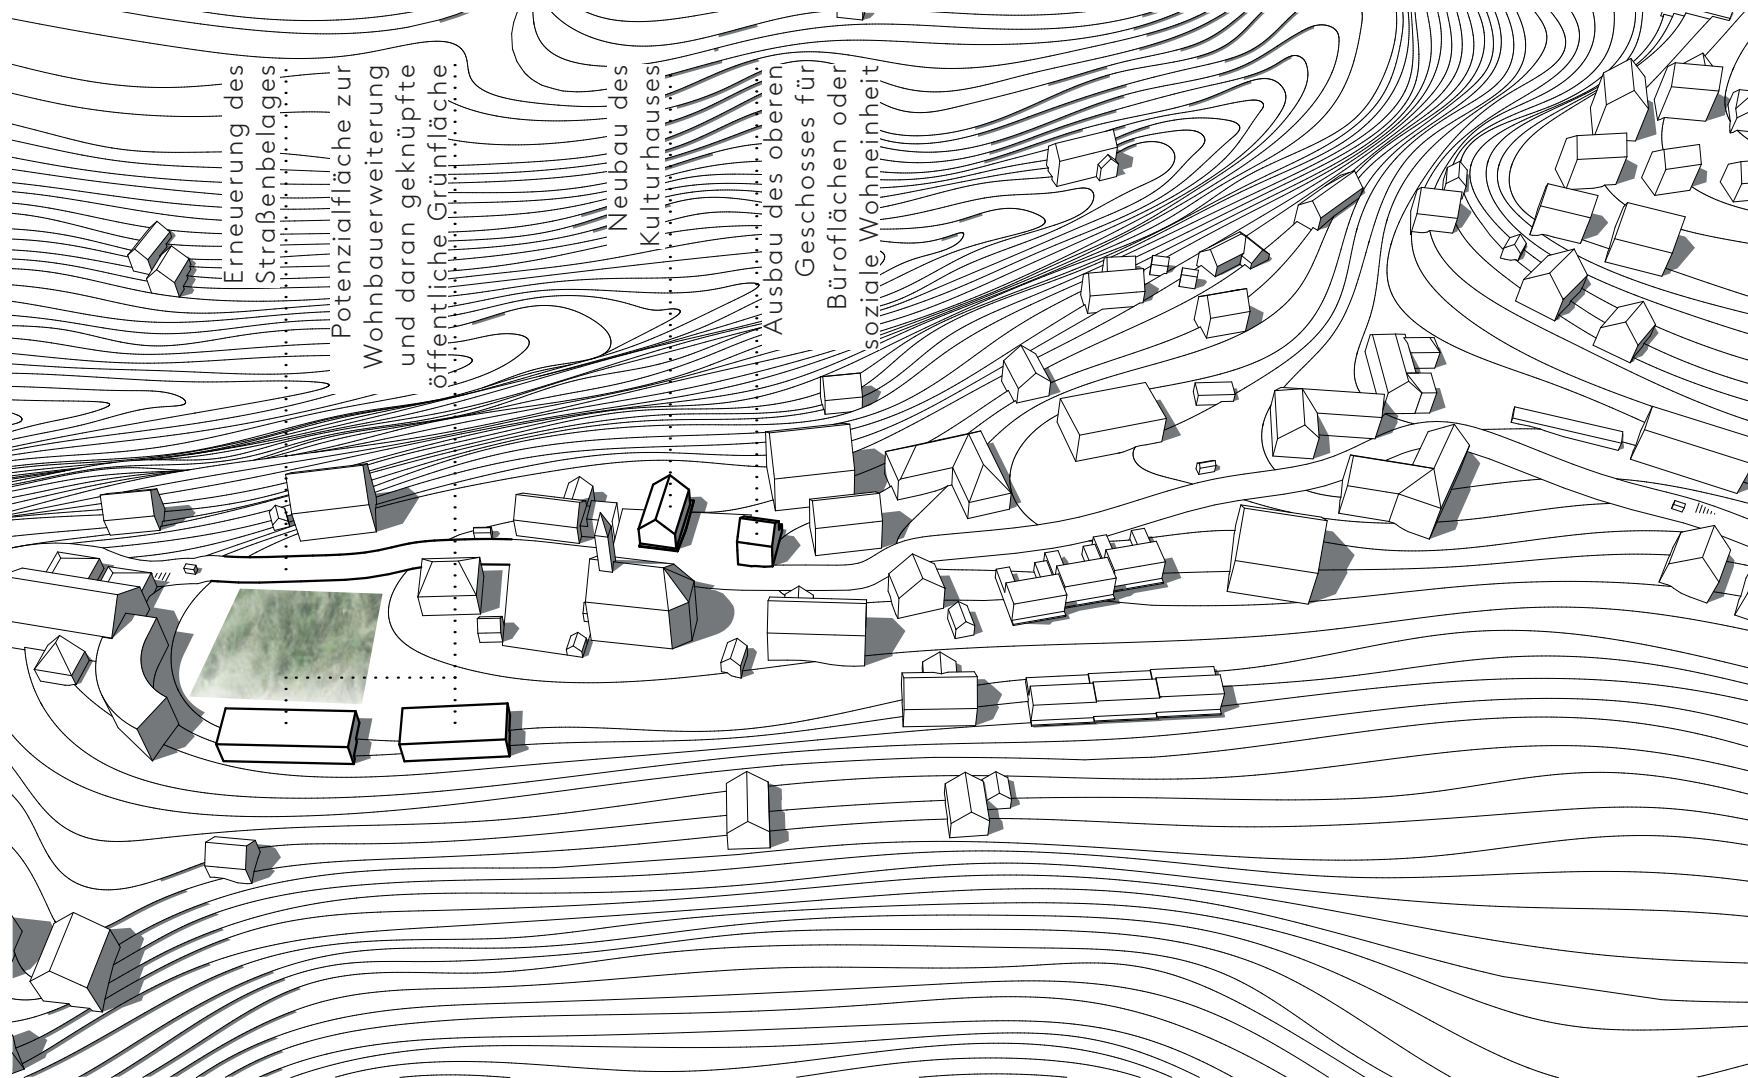 Erneuerung des
Straßenbelages
Potenzialfläche zur
Wohnbauerweiterung
und daran geknüpfte
öffentliche Grünfläche
Neubau des
Kulturhauses
Ausbau des oberen
Geschosses für
Büroflächen oder
soziale Wohneinheit